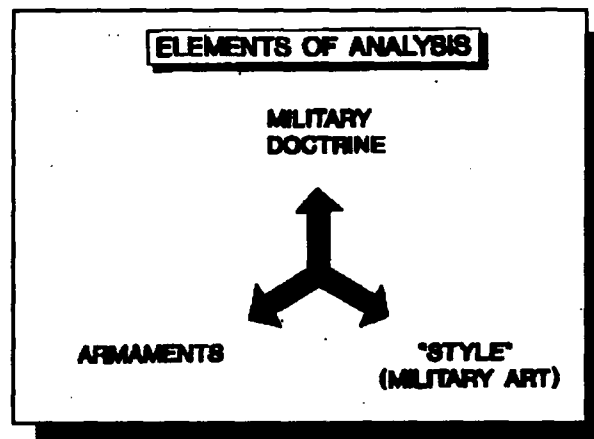 ELEMENTS OF ANALYSIS
MILITARY
DOCTRINE
ARMAMENTS
"STYLE"
(MILITARY ART)